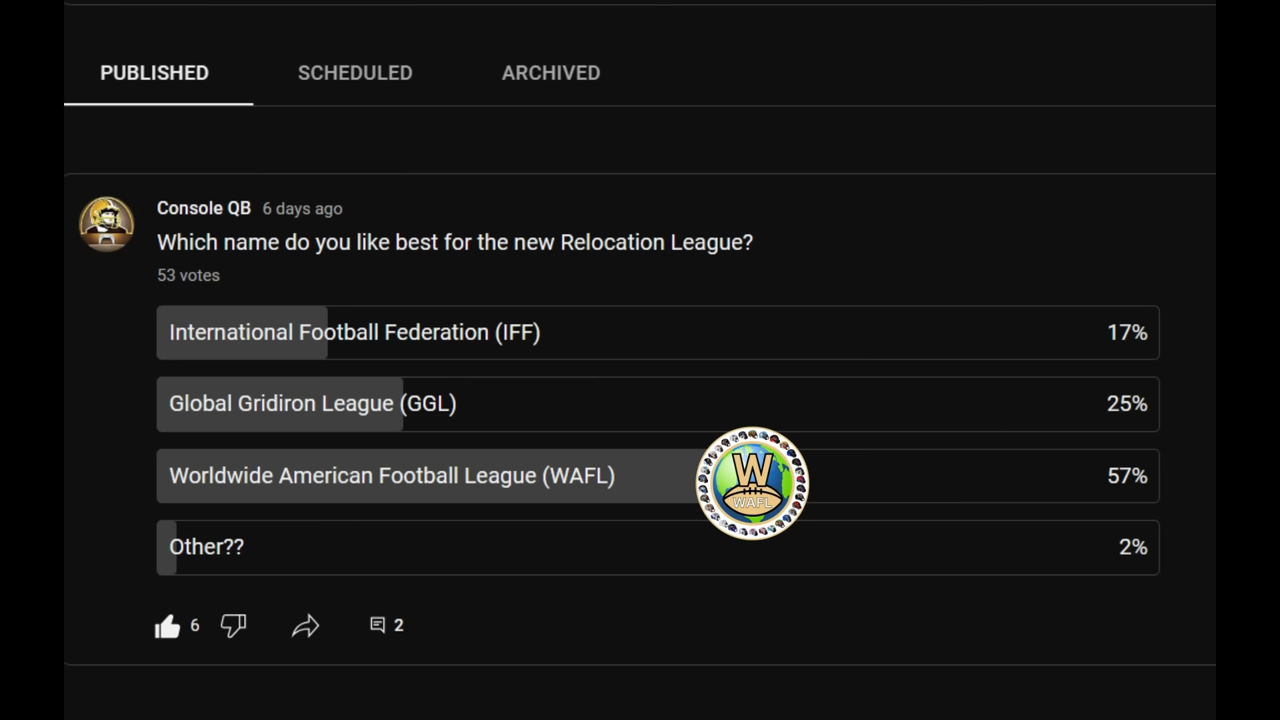 PUBLISHED SCHEDULED ARCHIVED
Console QB 6 days ago
Which name do you like best for the new Relocation League?
53 votes
International Football Federation (IFF) 17%
Global Gridiron League (GGL) 25%
Worldwide American Football League (WAFL) 57%
W
WAFL
Other?? 2%
6 2